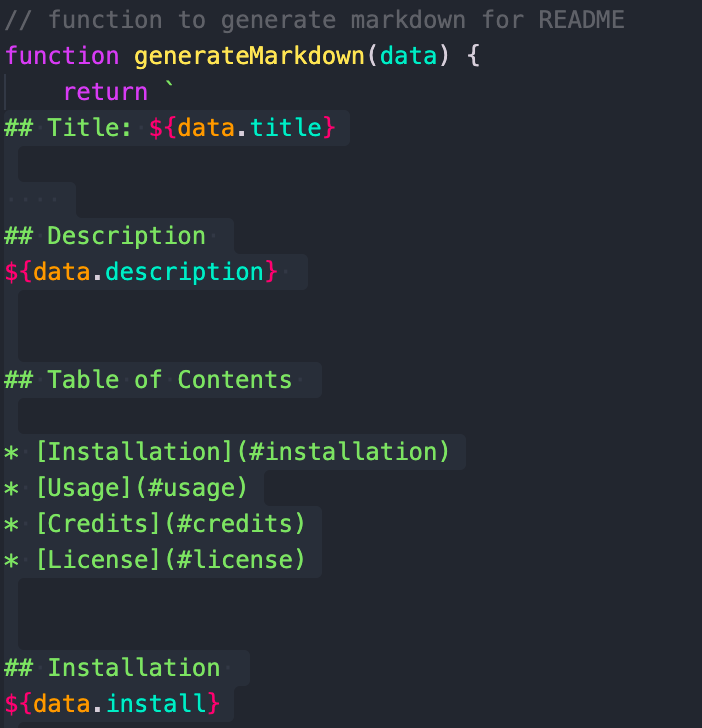 // function to generate markdown for README
function generateMarkdown(data) {
    return `
## Title: ${data.title}
## Description
${data.description}
## Table of Contents
* [Installation](#installation)
* [Usage](#usage)
* [Credits](#credits)
* [License](#license)
## Installation
${data.install}